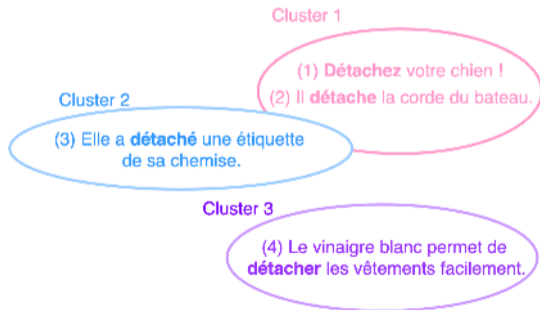 Cluster 1
(1) Détachez votre chien !
(2) Il détache la corde du bateau.
Cluster 2
(3) Elle a détaché une étiquette
de sa chemise.
Cluster 3
(4) Le vinaigre blanc permet de
détacher les vêtements facilement.